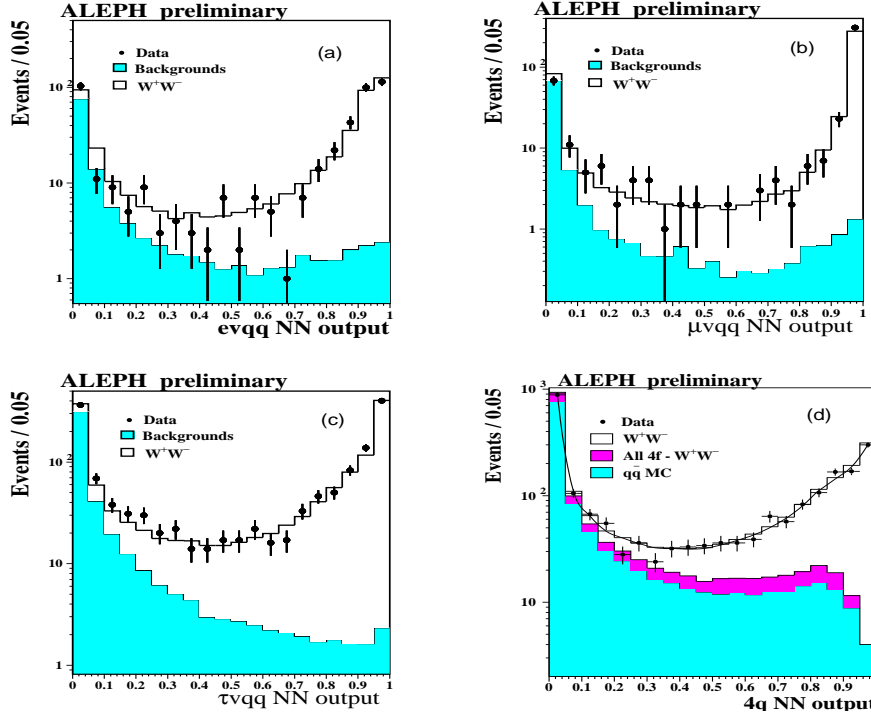 ALEPH preliminary
Events / 0.05
(a)
Data
Backgrounds
W⁺W⁻
10²
10
1
0 0.1 0.2 0.3 0.4 0.5 0.6 0.7 0.8 0.9 1
eνqq NN output
ALEPH preliminary
Events / 0.05
(b)
Data
Backgrounds
W⁺W⁻
10²
10
1
0 0.1 0.2 0.3 0.4 0.5 0.6 0.7 0.8 0.9 1
μνqq NN output
ALEPH preliminary
Events / 0.05
(c)
Data
Backgrounds
W⁺W⁻
10²
10
1
0 0.1 0.2 0.3 0.4 0.5 0.6 0.7 0.8 0.9 1
τνqq NN output
ALEPH preliminary
Events / 0.05
(d)
Data
W⁺W⁻
All 4f - W⁺W⁻
qq̄ MC
10³
10²
10
0 0.1 0.2 0.3 0.4 0.5 0.6 0.7 0.8 0.9
4q NN output